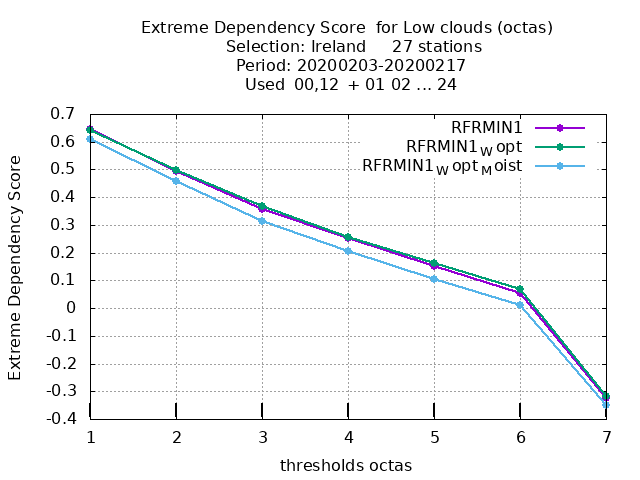 Extreme Dependency Score  for Low clouds (octas)
Selection: Ireland     27 stations
Period: 20200203-20200217
Used  00,12  + 01 02 ... 24
Extreme Dependency Score
0.7
0.6
0.5
0.4
0.3
0.2
0.1
0
-0.1
-0.2
-0.3
-0.4
RFRMIN1
RFRMIN1Wopt
RFRMIN1WoptMoist
1 2 3 4 5 6 7
thresholds octas